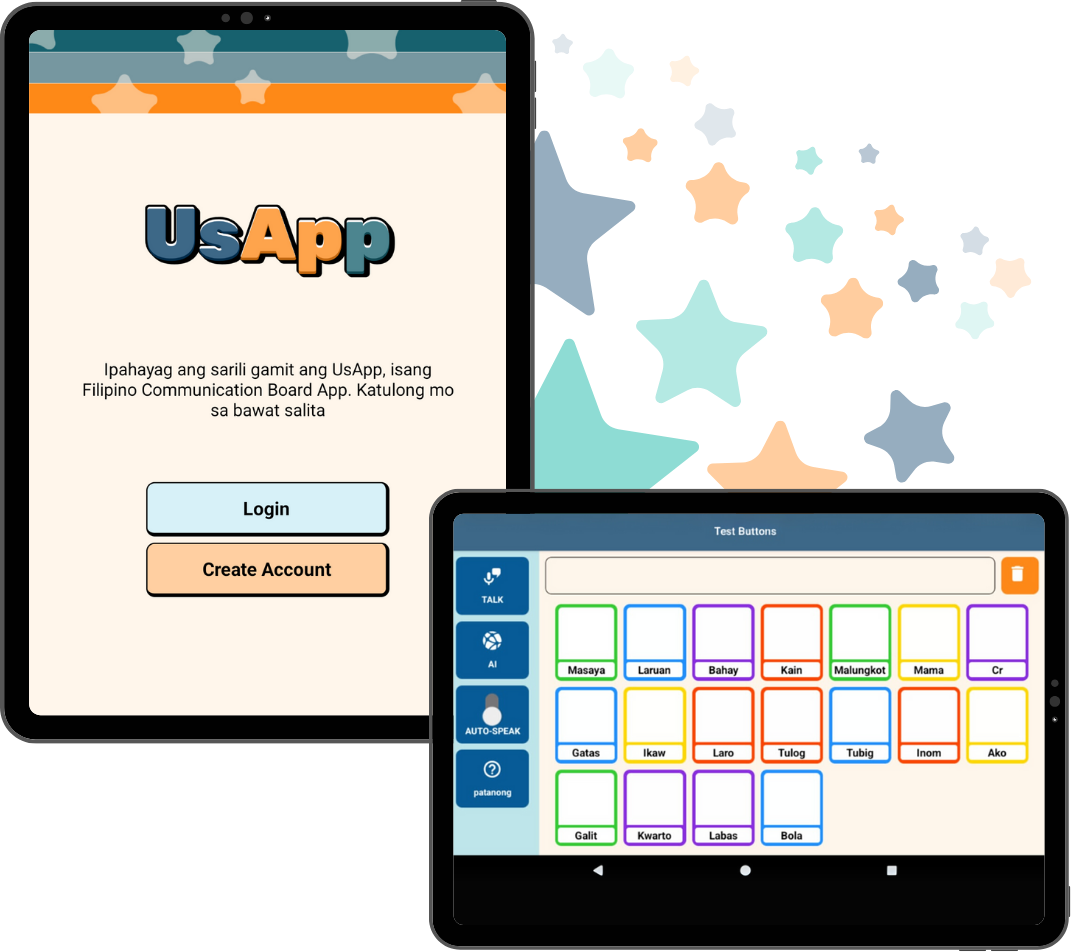 UsApp
Ipahayag ang sarili gamit ang UsApp, isang
Filipino Communication Board App. Katulong mo
sa bawat salita
Login
Create Account
Test Buttons
TALK
AI
AUTO-SPEAK
patanong
Masaya Laruan Bahay Kain Malungkot Mama Cr
Gatas Ikaw Laro Tulog Tubig Inom Ako
Galit Kwarto Labas Bola